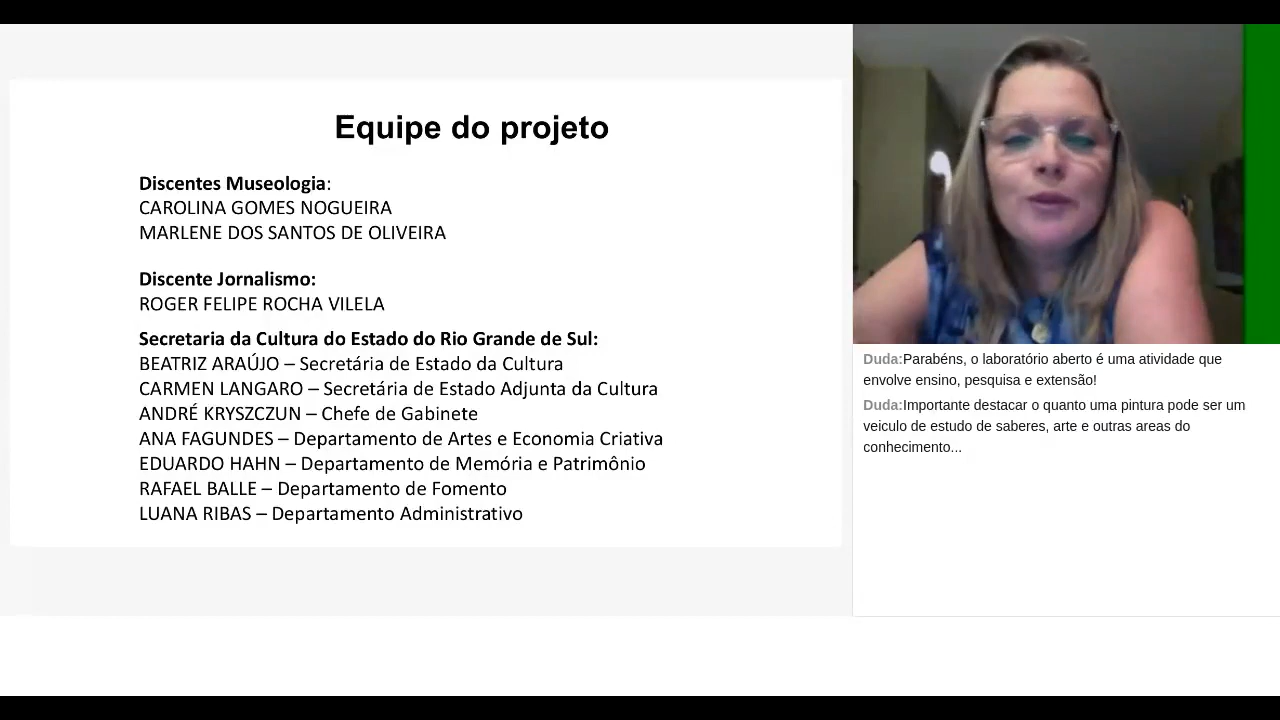 Equipe do projeto
Discentes Museologia:
CAROLINA GOMES NOGUEIRA
MARLENE DOS SANTOS DE OLIVEIRA
Discente Jornalismo:
ROGER FELIPE ROCHA VILELA
Secretaria da Cultura do Estado do Rio Grande de Sul:
BEATRIZ ARAÚJO – Secretária de Estado da Cultura
CARMEN LANGARO – Secretária de Estado Adjunta da Cultura
ANDRÉ KRYSZCZUN – Chefe de Gabinete
ANA FAGUNDES – Departamento de Artes e Economia Criativa
EDUARDO HAHN – Departamento de Memória e Patrimônio
RAFAEL BALLE – Departamento de Fomento
LUANA RIBAS – Departamento Administrativo
Duda:Parabéns, o laboratório aberto é uma atividade que
envolve ensino, pesquisa e extensão!
Duda:Importante destacar o quanto uma pintura pode ser um
veiculo de estudo de saberes, arte e outras areas do
conhecimento...